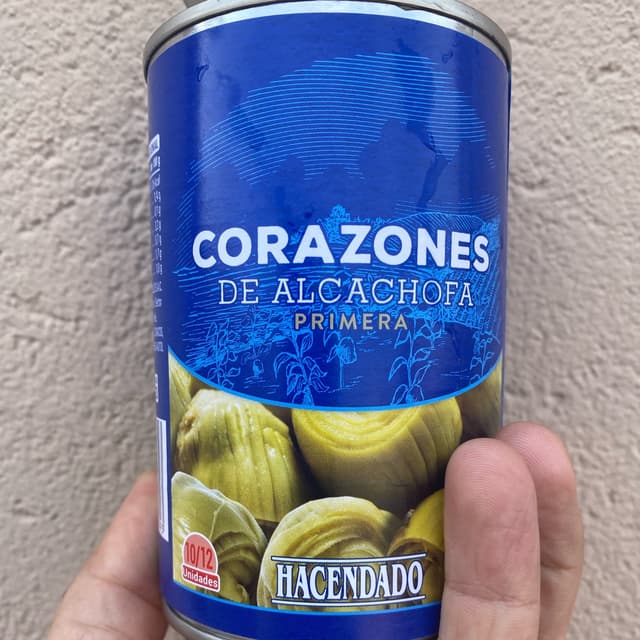 CORAZONES
DE ALCACHOFA
PRIMERA
10/12
Unidades
HACENDADO